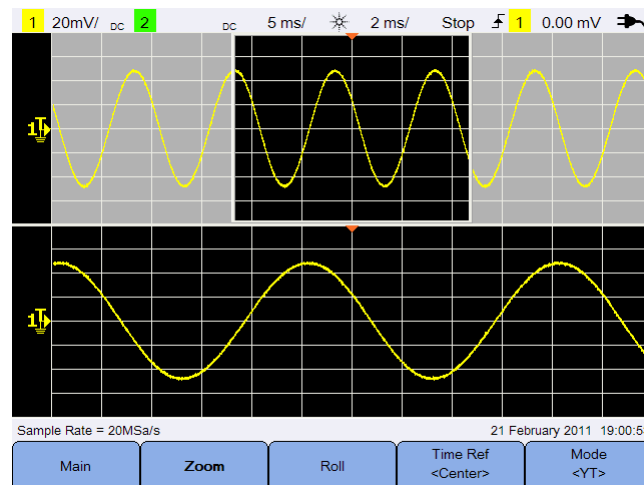 1 20mV/ DC 2 DC 5 ms/ 2 ms/ Stop 1 0.00 mV
1
1
Sample Rate = 20MSa/s 21 February 2011 19:00:5
Main Zoom Roll Time Ref <Center> Mode <YT>